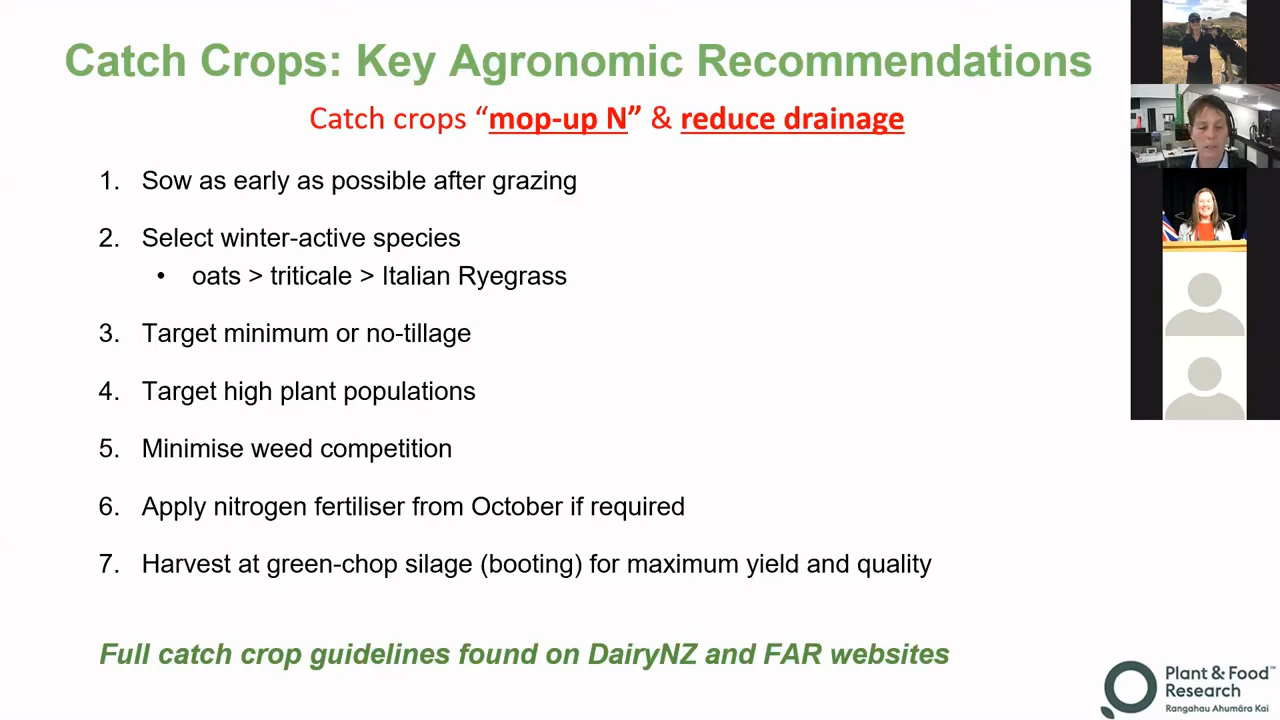 Catch Crops: Key Agronomic Recommendations
Catch crops “mop-up N” & reduce drainage
1. Sow as early as possible after grazing
2. Select winter-active species
• oats > triticale > Italian Ryegrass
3. Target minimum or no-tillage
4. Target high plant populations
5. Minimise weed competition
6. Apply nitrogen fertiliser from October if required
7. Harvest at green-chop silage (booting) for maximum yield and quality
Full catch crop guidelines found on DairyNZ and FAR websites
Plant & Food™
Research
Rangahau Ahumāra Kai